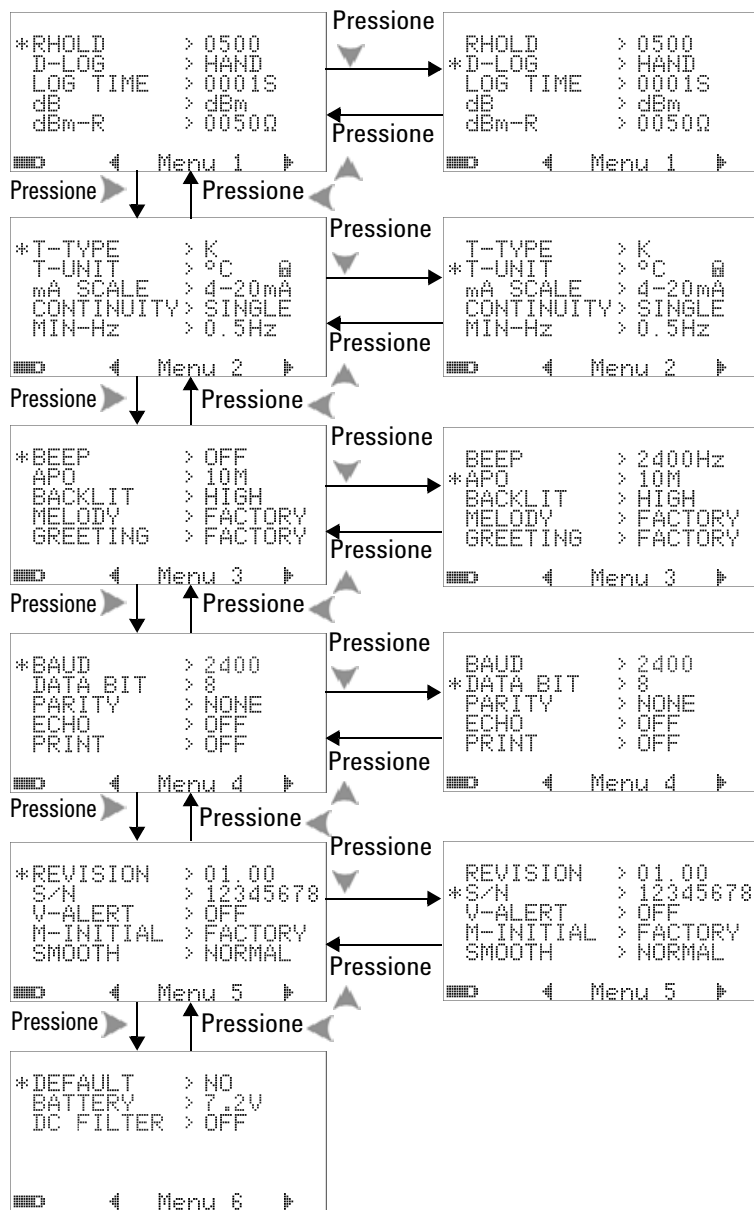 Pressione
*RHOLD > 0500
D-LOG > HAND
LOG TIME > 0001S
dB > dBm
dBm-R > 0050Ω
Menu 1
RHOLD > 0500
*D-LOG > HAND
LOG TIME > 0001S
dB > dBm
dBm-R > 0050Ω
Menu 1
Pressione
Pressione
Pressione
Pressione
*T-TYPE > K
T-UNIT > °C
mA SCALE > 4-20mA
CONTINUITY> SINGLE
MIN-Hz > 0.5Hz
Menu 2
T-TYPE > K
*T-UNIT > °C
mA SCALE > 4-20mA
CONTINUITY> SINGLE
MIN-Hz > 0.5Hz
Menu 2
Pressione
Pressione
Pressione
Pressione
*BEEP > OFF
APO > 10M
BACKLIT > HIGH
MELODY > FACTORY
GREETING > FACTORY
Menu 3
BEEP > 2400Hz
*APO > 10M
BACKLIT > HIGH
MELODY > FACTORY
GREETING > FACTORY
Menu 3
Pressione
Pressione
Pressione
Pressione
*BAUD > 2400
DATA BIT > 8
PARITY > NONE
ECHO > OFF
PRINT > OFF
Menu 4
BAUD > 2400
*DATA BIT > 8
PARITY > NONE
ECHO > OFF
PRINT > OFF
Menu 4
Pressione
Pressione
Pressione
Pressione
*REVISION > 01.00
S/N > 12345678
V-ALERT > OFF
M-INITIAL > FACTORY
SMOOTH > NORMAL
Menu 5
REVISION > 01.00
*S/N > 12345678
V-ALERT > OFF
M-INITIAL > FACTORY
SMOOTH > NORMAL
Menu 5
Pressione
Pressione
Pressione
*DEFAULT > NO
BATTERY > 7.2V
DC FILTER > OFF
Menu 6